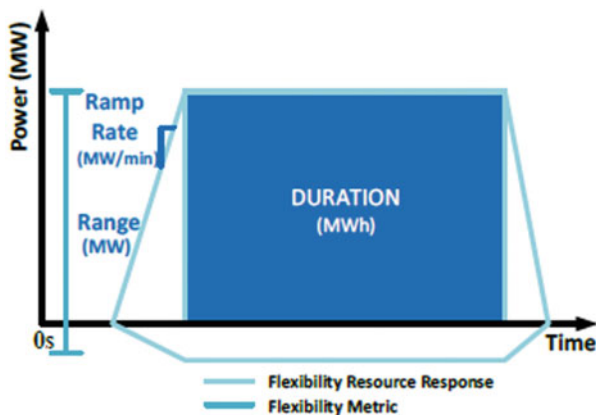 Power (MW)
Ramp
Rate
(MW/min)
Range
(MW)
DURATION
(MWh)
0s
Time
Flexibility Resource Response
Flexibility Metric